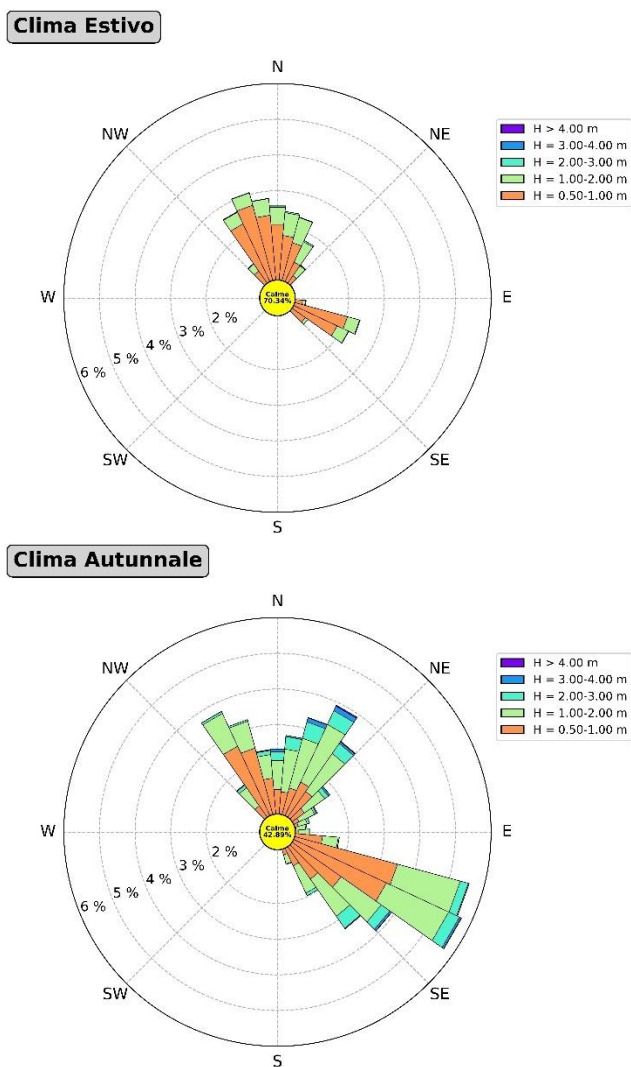 Clima Estivo
N
NW
NE
H > 4.00 m
H = 3.00-4.00 m
H = 2.00-3.00 m
H = 1.00-2.00 m
H = 0.50-1.00 m
W
Calme
70.34%
E
2 %
3 %
4 %
5 %
6 %
SW
SE
S
Clima Autunnale
N
NW
NE
H > 4.00 m
H = 3.00-4.00 m
H = 2.00-3.00 m
H = 1.00-2.00 m
H = 0.50-1.00 m
W
Calme
42.89%
E
2 %
3 %
4 %
5 %
6 %
SW
SE
S